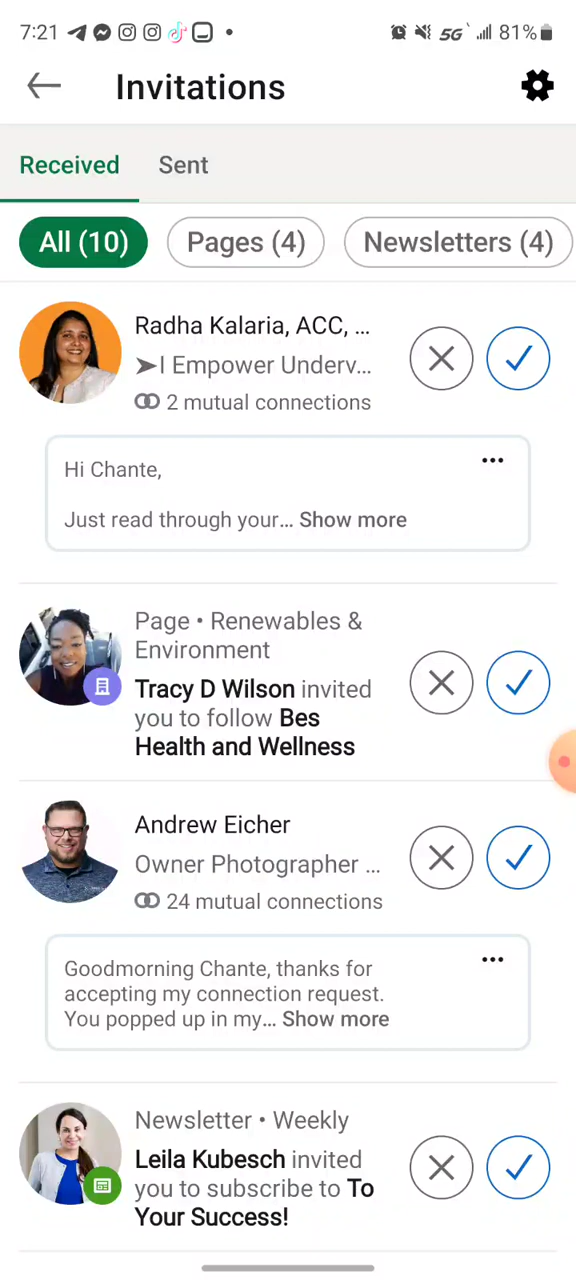 7:21 81%
Invitations
Received Sent
All (10) Pages (4) Newsletters (4)
Radha Kalaria, ACC, ...
➤I Empower Underv...
2 mutual connections
Hi Chante,
Just read through your... Show more
Page • Renewables &
Environment
Tracy D Wilson invited
you to follow Bes
Health and Wellness
Andrew Eicher
Owner Photographer ...
24 mutual connections
Goodmorning Chante, thanks for
accepting my connection request.
You popped up in my... Show more
Newsletter • Weekly
Leila Kubesch invited
you to subscribe to To
Your Success!